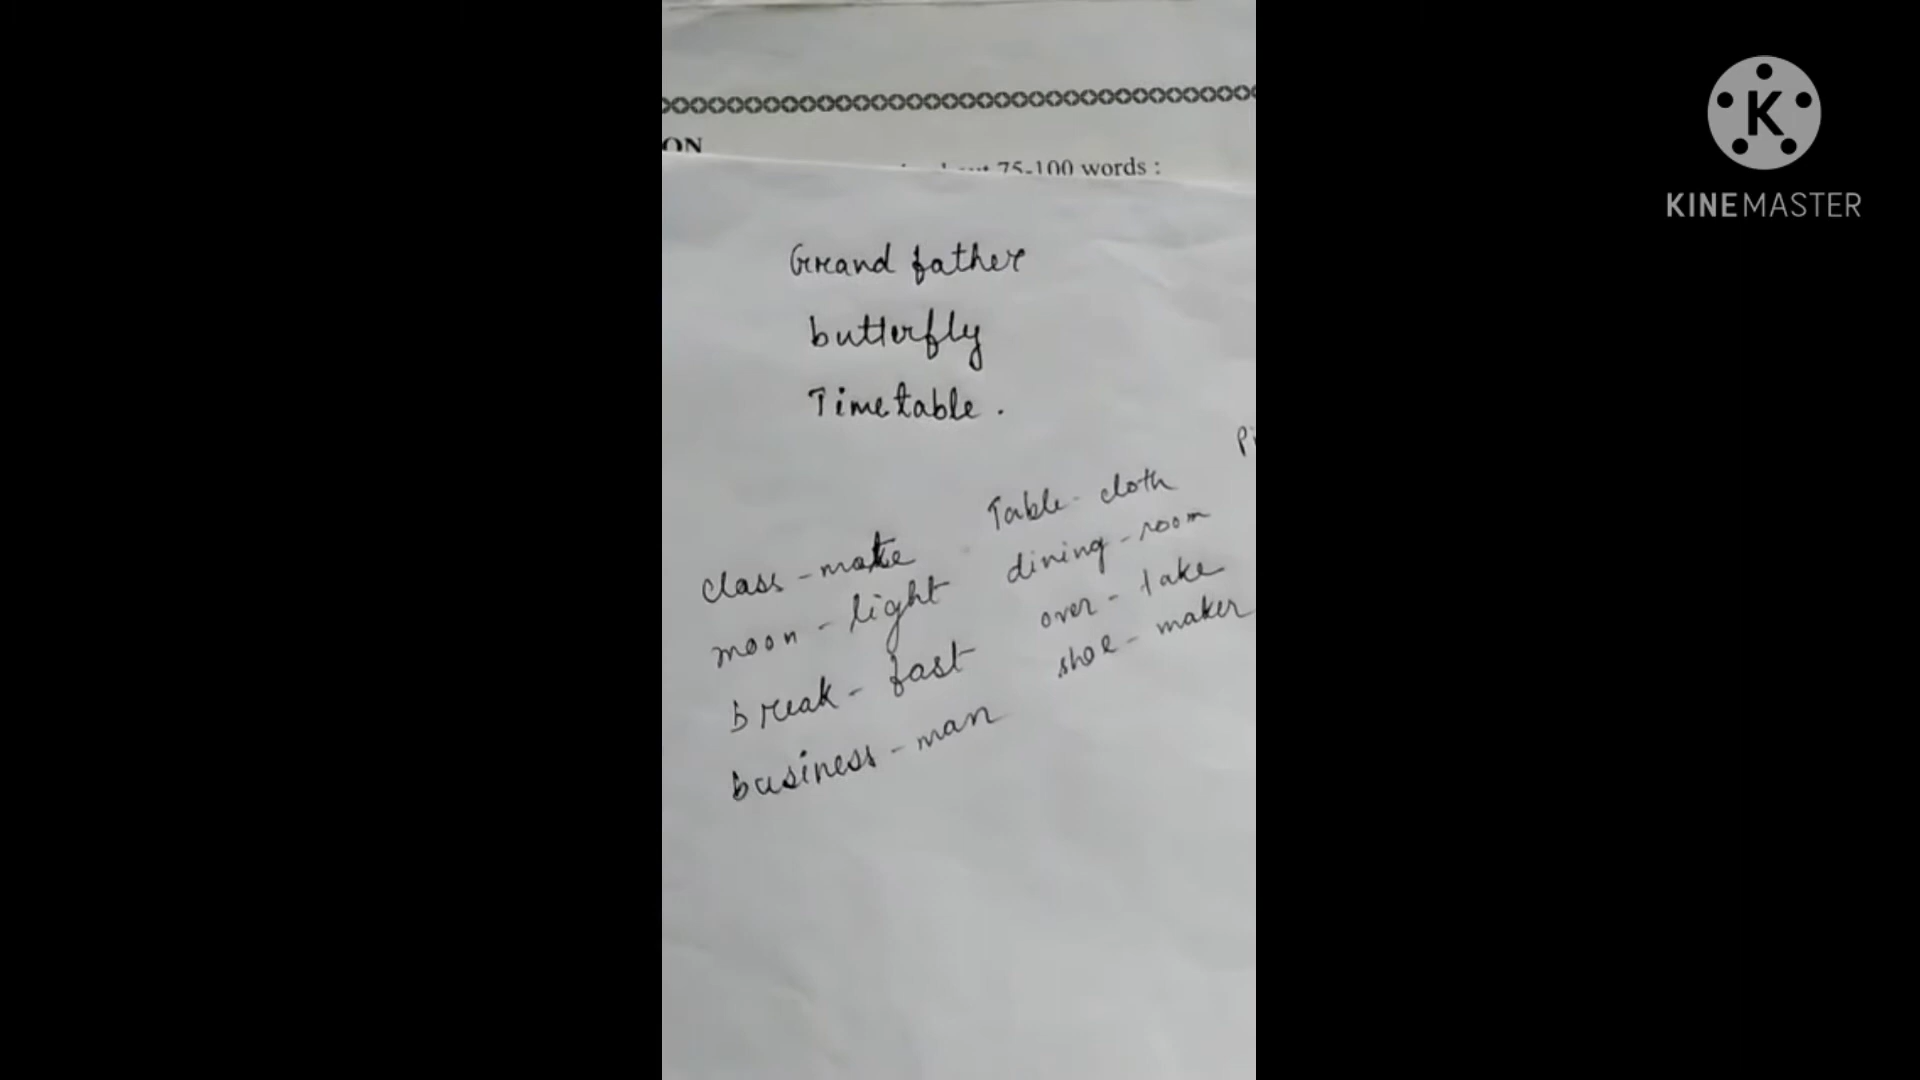 ON
75-100 words :
Grand father
butterfly
Timetable .
class - mate
moon - light
break - fast
business - man
Table - cloth
dining - room
over - take
shoe - maker
K
KINEMASTER